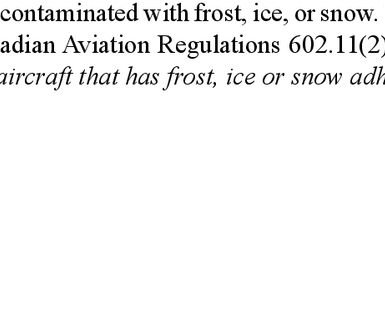 contaminated with frost, ice, or snow.
adian Aviation Regulations 602.11(2)
aircraft that has frost, ice or snow adh